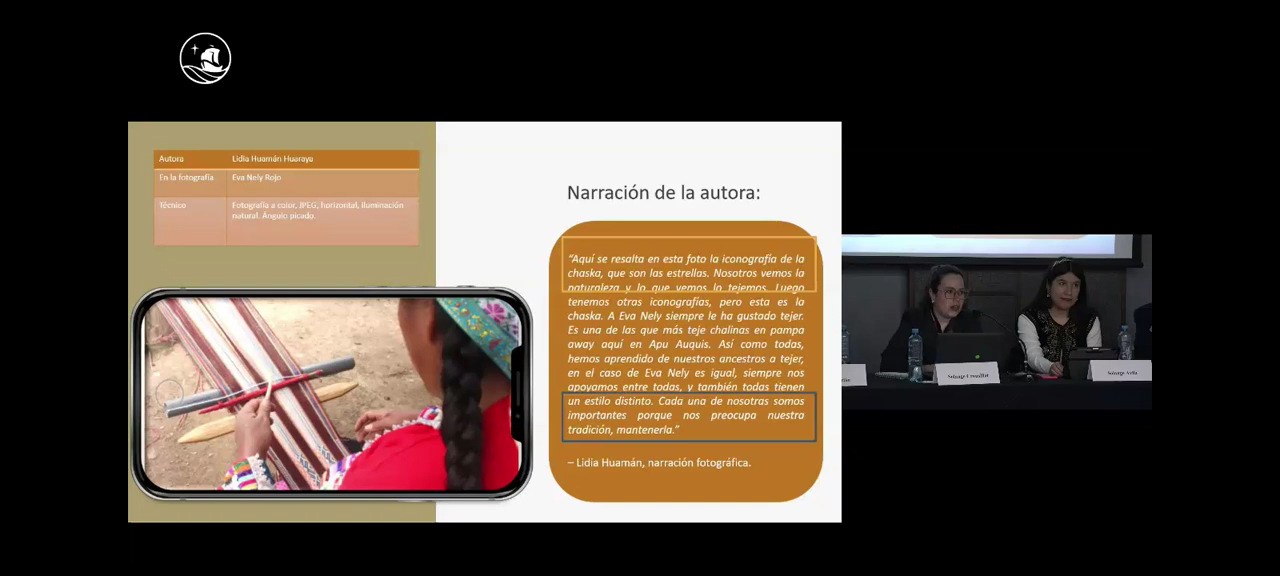 Autora Lidia Huamán Huaraya
En la fotografía Eva Nely Rojo
Técnica Fotografía a color, JPEG, horizontal, iluminación
natural. Ángulo picado.
Narración de la autora:
“Aquí se resalta en esta foto la iconografía de la
chaska, que son las estrellas. Nosotros vemos la
naturaleza y lo que vemos lo tejemos. Luego
tenemos otras iconografías, pero esta es la
chaska. A Eva Nely siempre le ha gustado tejer.
Es una de las que más teje chalinas en pampa
away aquí en Apu Auquis. Así como todas,
hemos aprendido de nuestros ancestros a tejer,
en el caso de Eva Nely es igual, siempre nos
apoyamos entre todas, y también todas tienen
un estilo distinto. Cada una de nosotras somos
importantes porque nos preocupa nuestra
tradición, mantenerla.”
– Lidia Huamán, narración fotográfica.